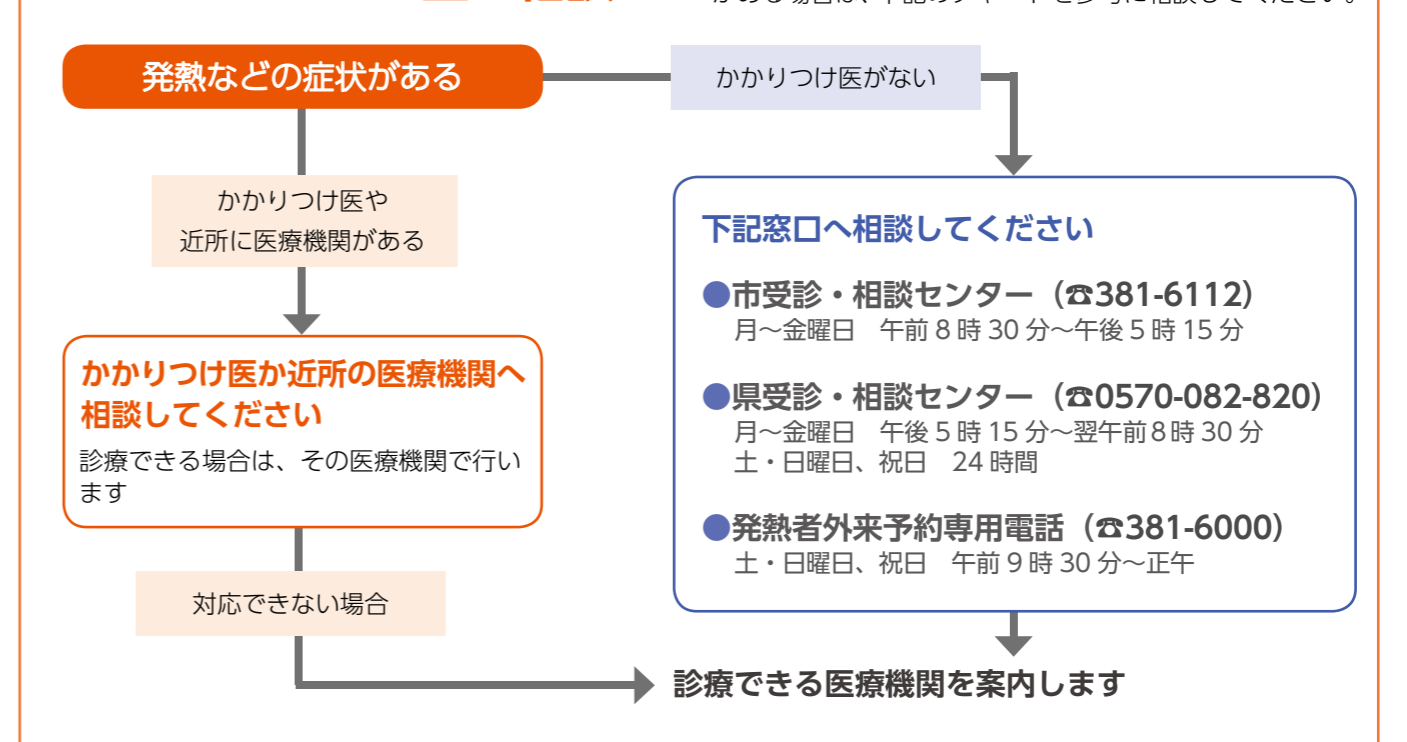 発熱などの症状がある
かかりつけ医がない
かかりつけ医や
近所に医療機関がある
かかりつけ医か近所の医療機関へ
相談してください
診療できる場合は、その医療機関で行い
ます
対応できない場合
下記窓口へ相談してください
●市受診・相談センター（☎381-6112）
月～金曜日　午前 8 時 30 分～午後 5 時 15 分
●県受診・相談センター（☎0570-082-820）
月～金曜日　午後 5 時 15 分～翌午前 8 時 30 分
土・日曜日、祝日　24 時間
●発熱者外来予約専用電話（☎381-6000）
土・日曜日、祝日　午前 9 時 30 分～正午
診療できる医療機関を案内します